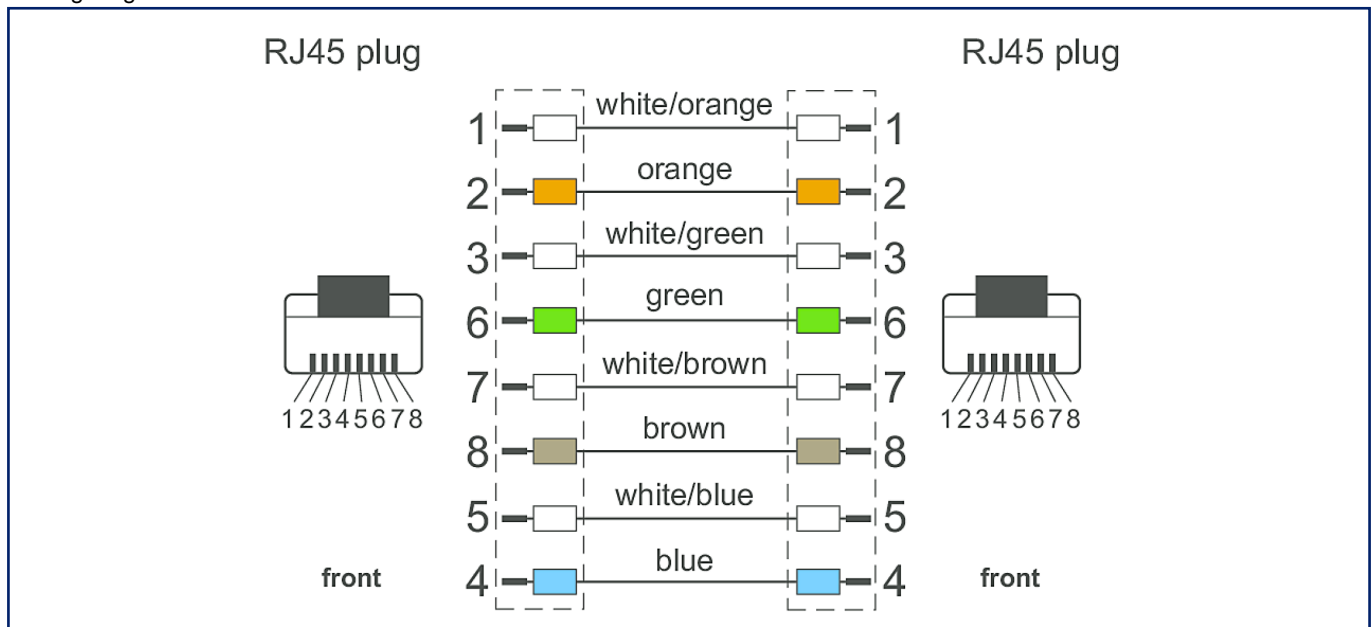 RJ45 plug RJ45 plug
1 white/orange 1
2 orange 2
3 white/green 3
6 green 6
7 white/brown 7
8 brown 8
5 white/blue 5
4 blue 4
12345678 12345678
front front